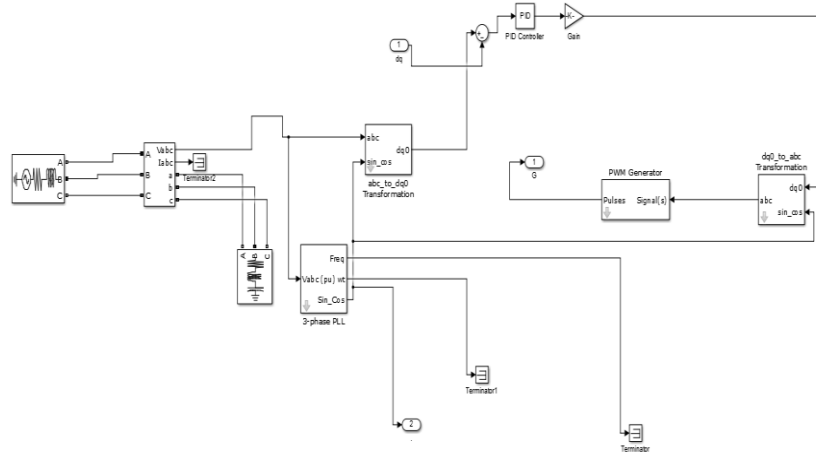 PID
PID Controller
-K-
Gain
1
dq
abc
sin_cos
dq0
abc_to_dq0
Transformation
A
B
C
A
B
C
Vabc
Iabc
a
b
c
Terminator2
A
B
C
1
G
PWM Generator
Pulses
Signal(s)
dq0_to_abc
Transformation
abc
dq0
sin_cos
Freq
Vabc(pu)
wt
Sin_Cos
3-phase PLL
Terminator1
2
Terminator